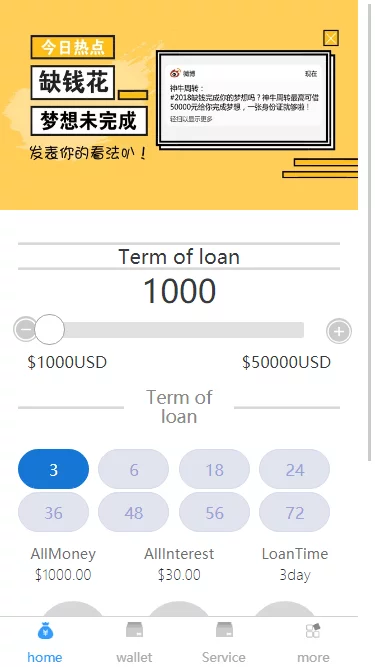 今日热点
缺钱花
梦想未完成
发表你的看法吖！
微博
现在
神牛周转：
#2018缺钱完成你的梦想吗？神牛周转最高可借
50000元给你完成梦想，一张身份证就够啦！
轻扫以显示更多
Term of loan
1000
$1000USD
$50000USD
Term of
loan
3
6
18
24
36
48
56
72
AllMoney
AllInterest
LoanTime
$1000.00
$30.00
3day
home
wallet
Service
more